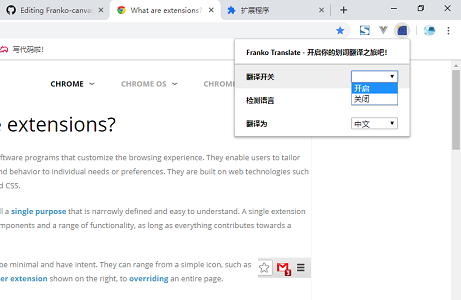 Editing Franko-canva
What are extensions?
扩展程序
写代码啦!
Franko Translate - 开启你的划词翻译之旅吧!
翻译开关
开启
关闭
检测语言
翻译为
中文
CHROME
CHROME OS
CHROME
e extensions?
ftware programs that customize the browsing experience. They enable users to tailor
nd behavior to individual needs or preferences. They are built on web technologies such
d CSS.
ll a single purpose that is narrowly defined and easy to understand. A single extension
mponents and a range of functionality, as long as everything contributes towards a
be minimal and have intent. They can range from a simple icon, such as
er extension shown on the right, to overriding an entire page.